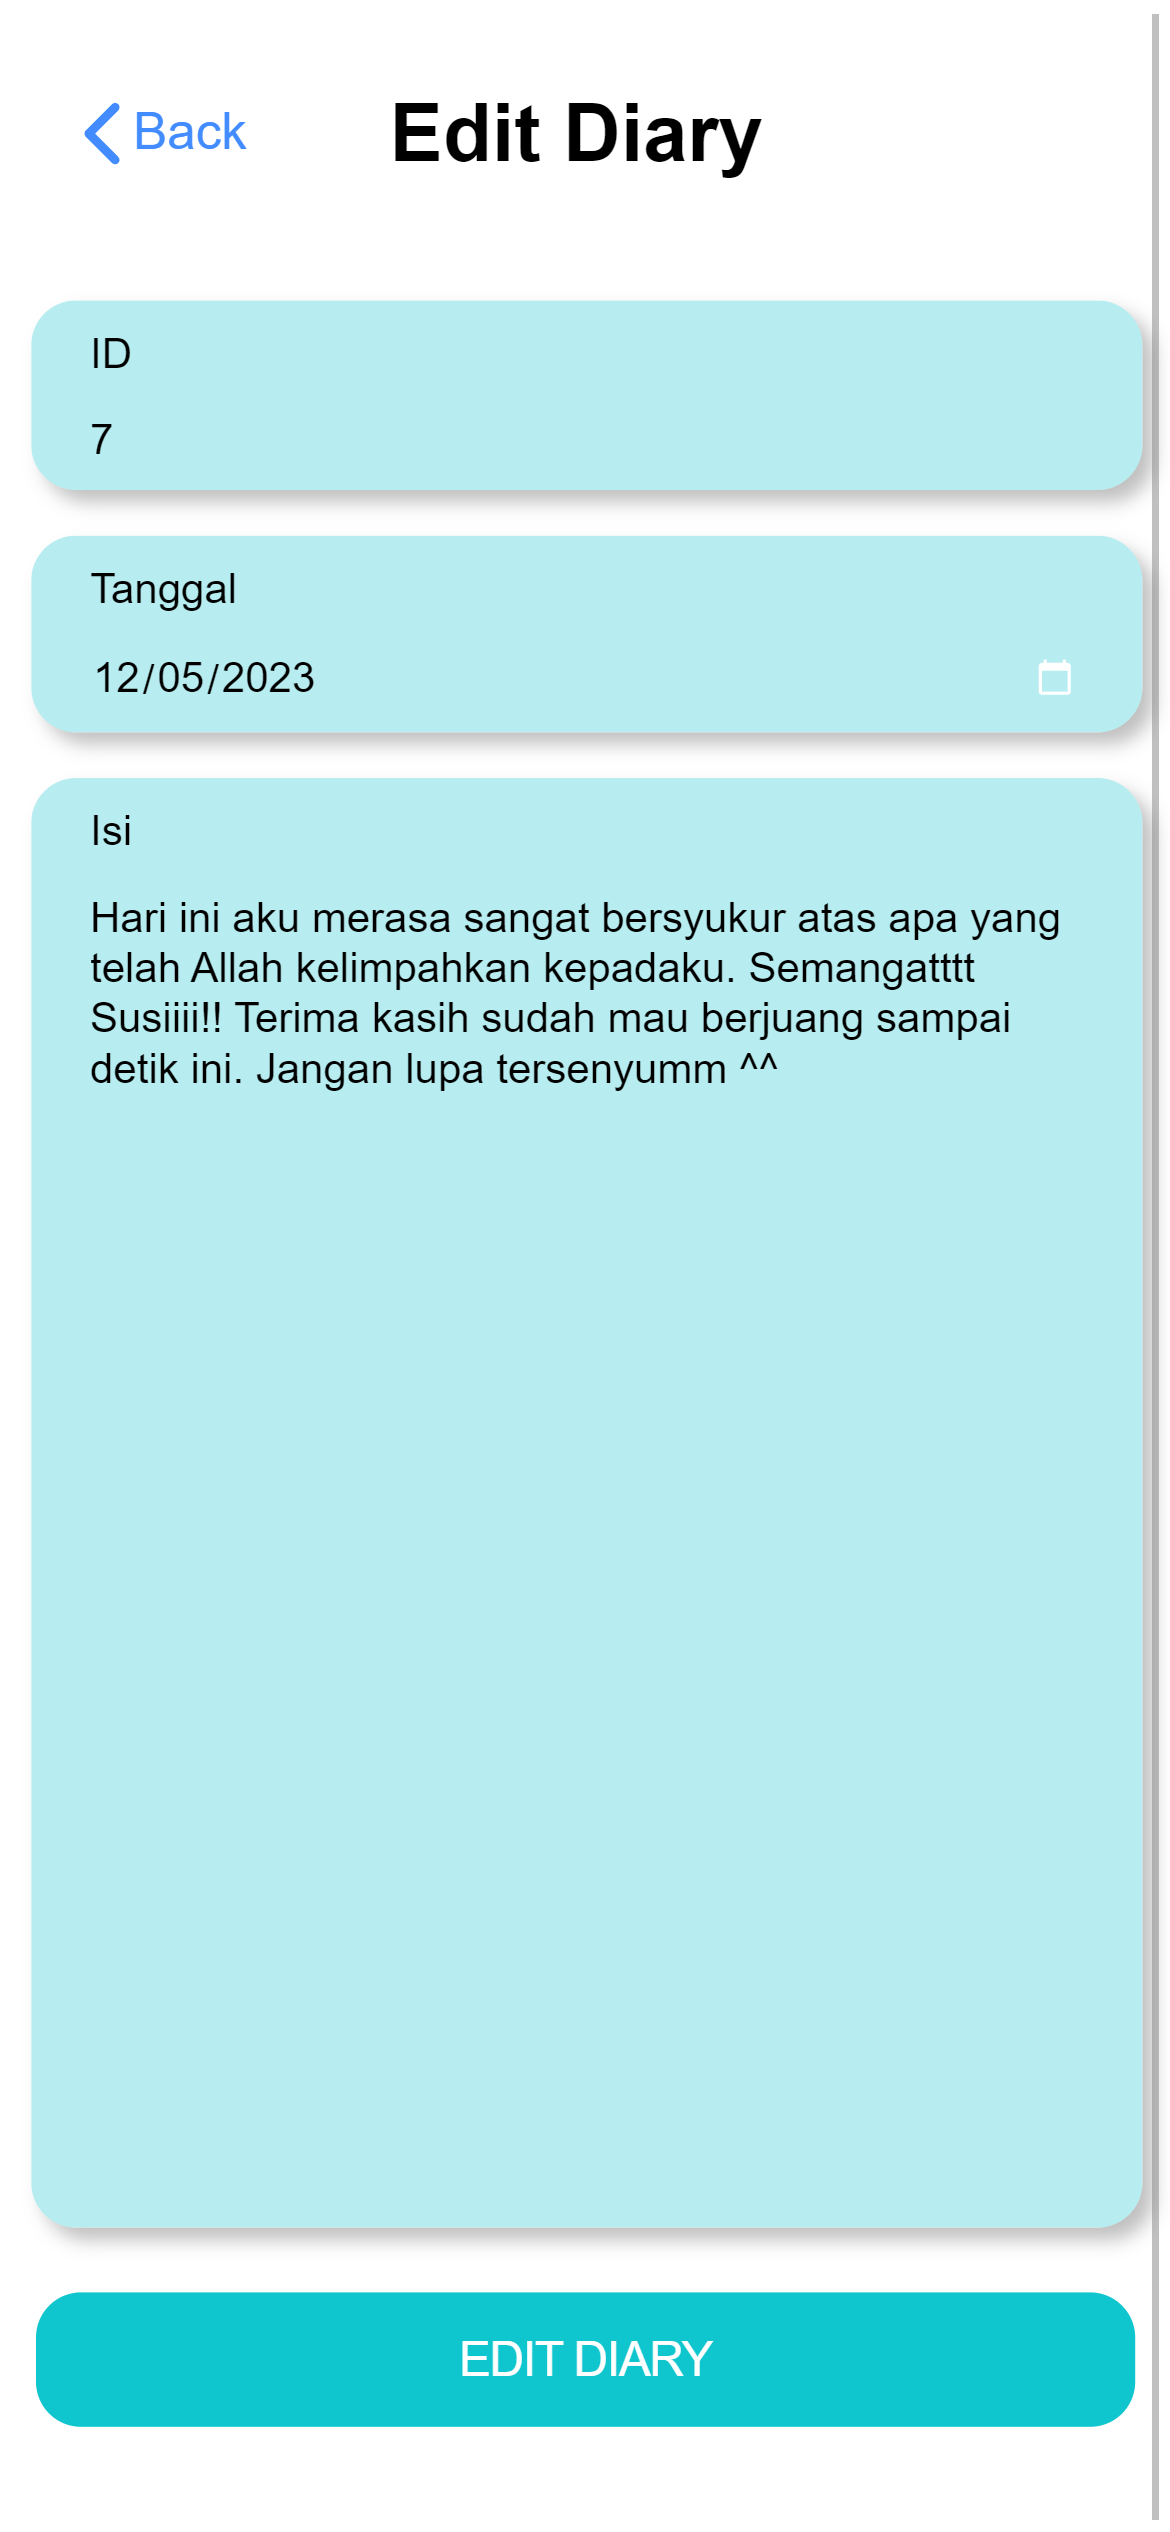 Back
Edit Diary
ID
7
Tanggal
12/05/2023
Isi
Hari ini aku merasa sangat bersyukur atas apa yang
telah Allah kelimpahkan kepadaku. Semangatttt
Susiiii!! Terima kasih sudah mau berjuang sampai
detik ini. Jangan lupa tersenyumm ^^
EDIT DIARY